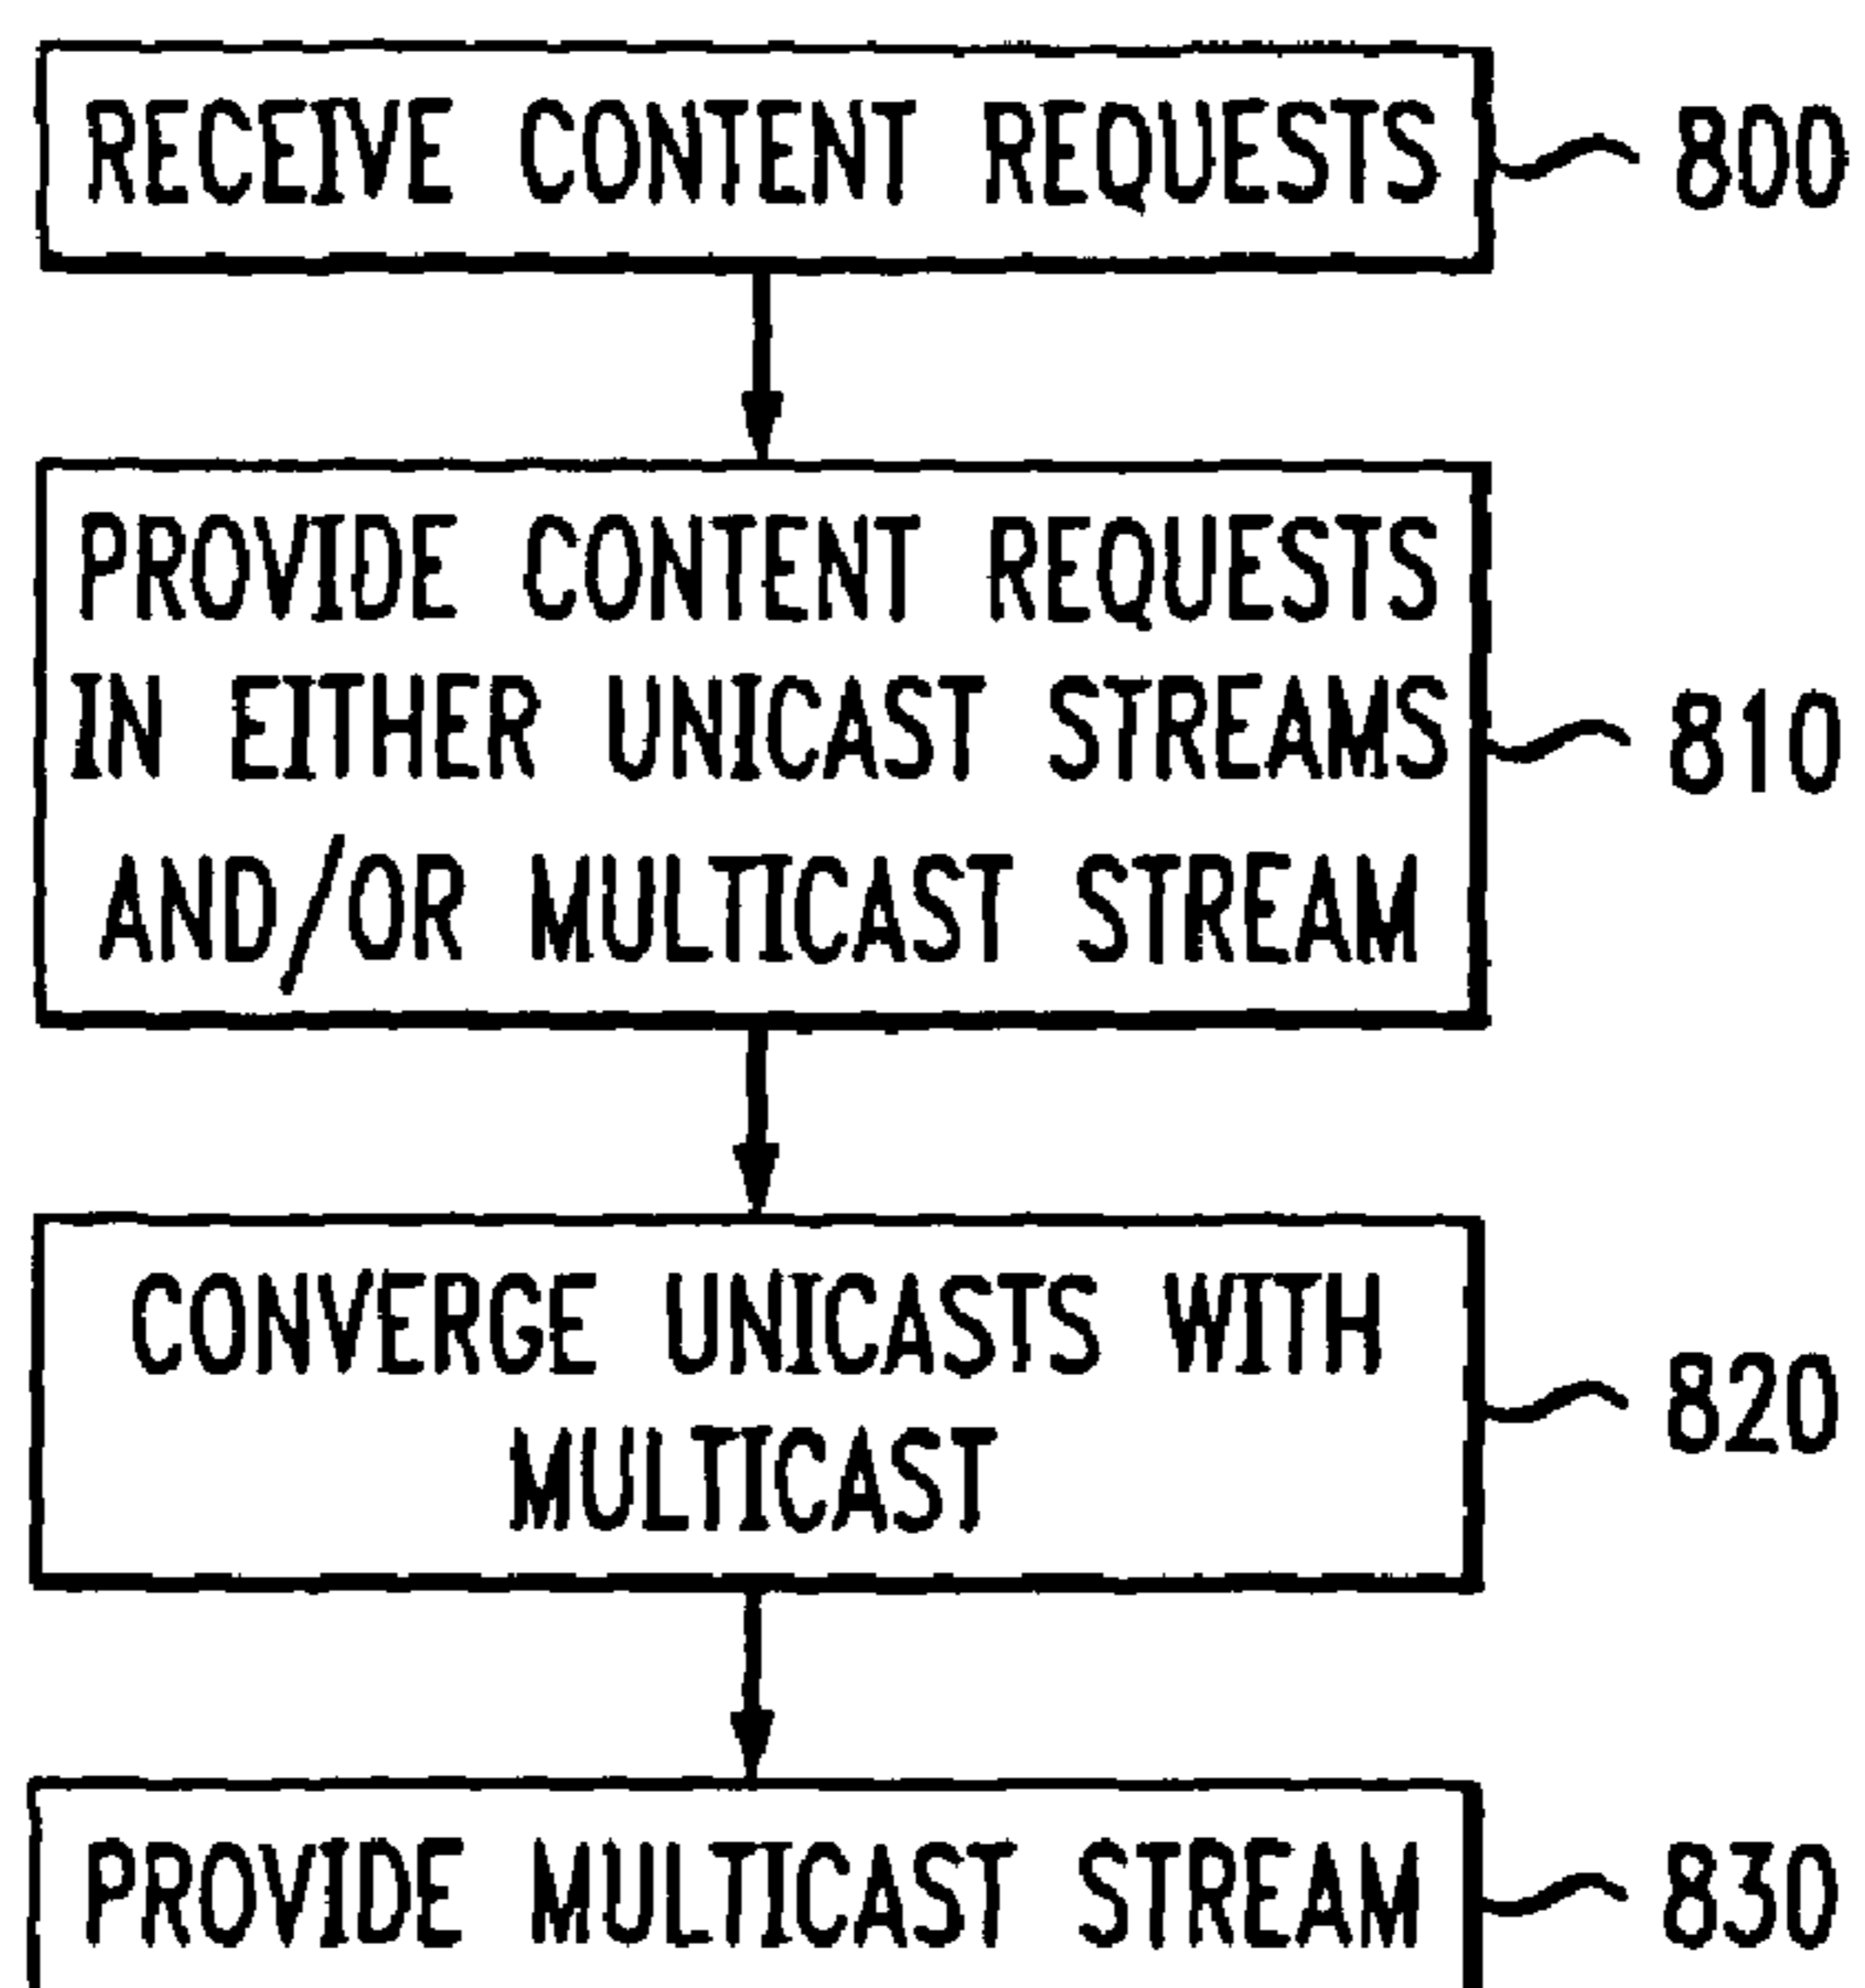 RECEIVE CONTENT REQUESTS
800
PROVIDE CONTENT REQUESTS
IN EITHER UNICAST STREAMS
AND/OR MULTICAST STREAM
810
CONVERGE UNICASTS WITH
MULTICAST
820
PROVIDE MULTICAST STREAM
830